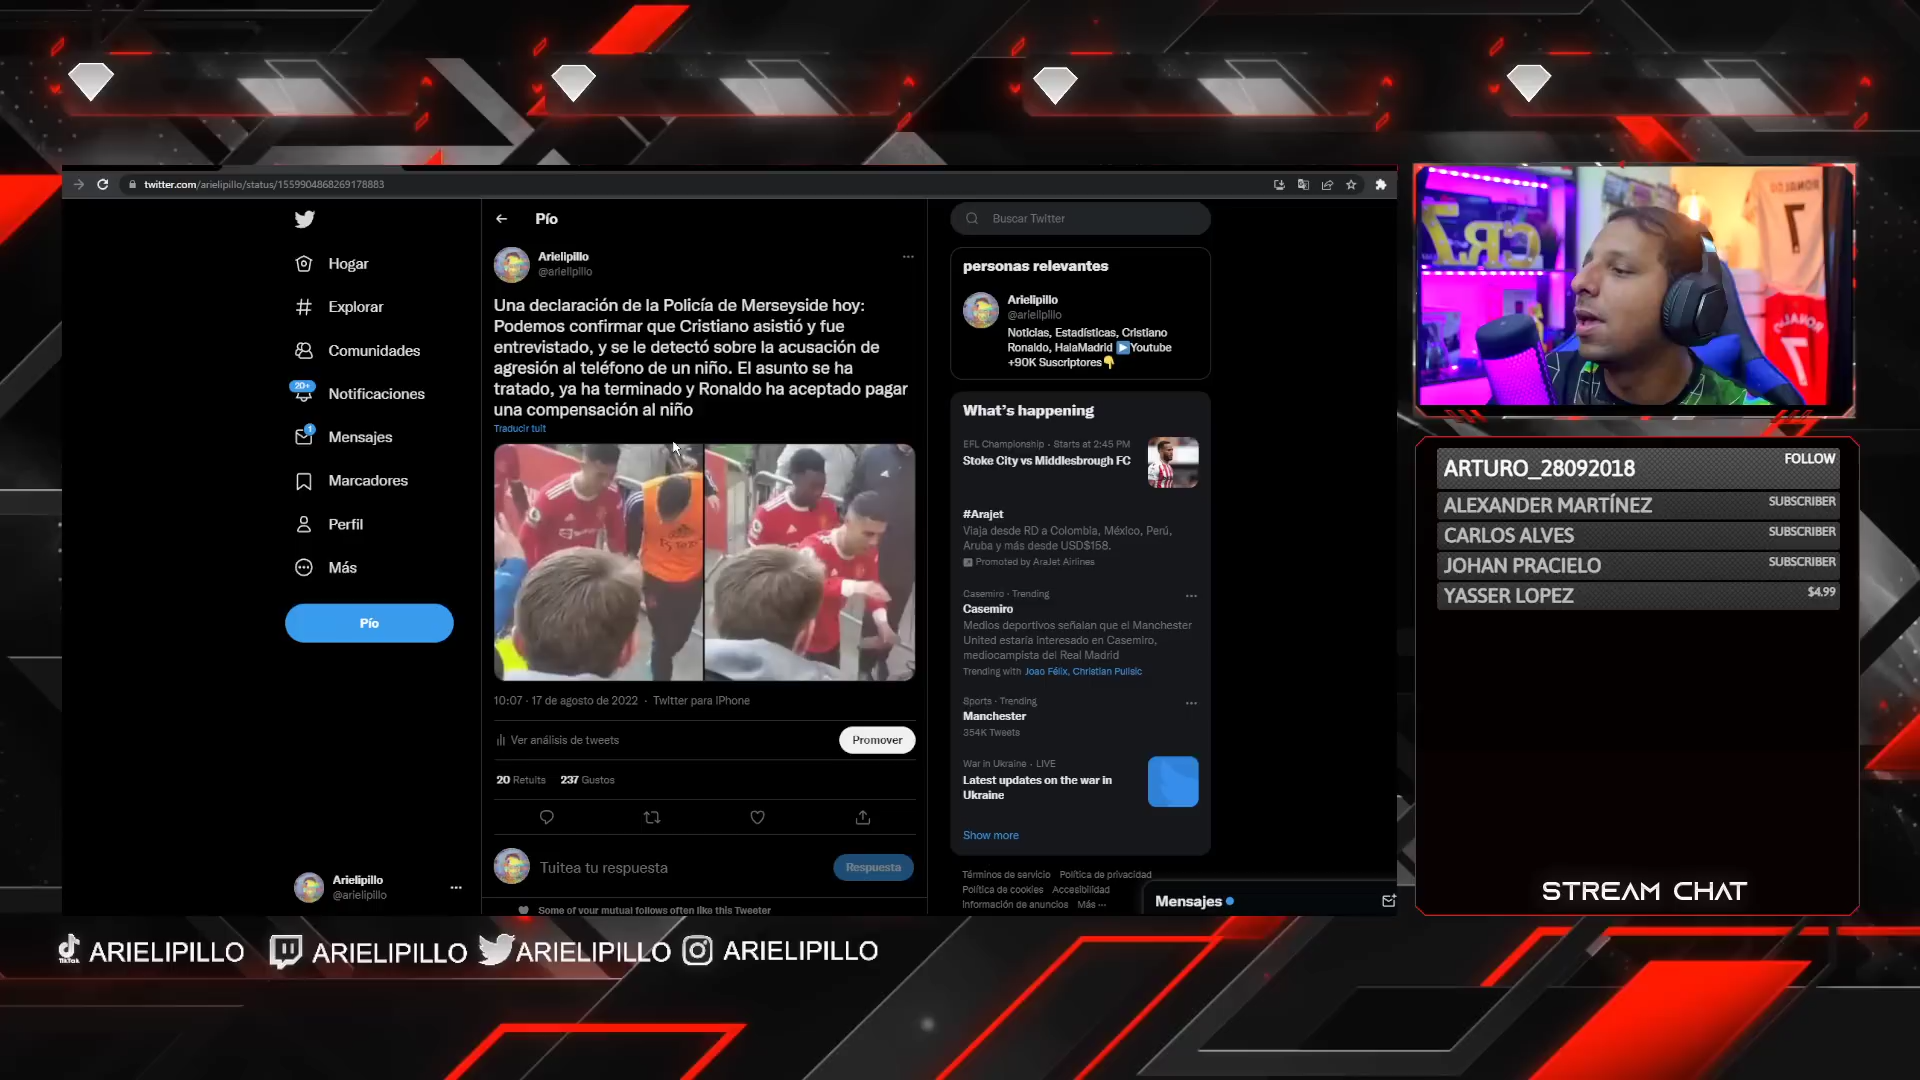 twitter.com/arielipillo/status/1559904868269178883
Hogar
Explorar
Comunidades
20+
Notificaciones
1
Mensajes
Marcadores
Perfil
Más
Pío
Arielipillo
@arielipillo
Pío
Arielipillo
@arielipillo
Una declaración de la Policía de Merseyside hoy:
Podemos confirmar que Cristiano asistió y fue
entrevistado, y se le detectó sobre la acusación de
agresión al teléfono de un niño. El asunto se ha
tratado, ya ha terminado y Ronaldo ha aceptado pagar
una compensación al niño
Traducir tuit
10:07 · 17 de agosto de 2022 · Twitter para iPhone
Ver análisis de tweets
Promover
20 Retuits 237 Gustos
Tuitea tu respuesta
Respuesta
Some of your mutual follows often like this Tweeter
Buscar Twitter
personas relevantes
Arielipillo
@arielipillo
Noticias, Estadísticas, Cristiano
Ronaldo, HalaMadrid ▶Youtube
+90K Suscriptores👇
What's happening
EFL Championship · Starts at 2:45 PM
Stoke City vs Middlesbrough FC
#Arajet
Viaja desde RD a Colombia, México, Perú,
Aruba y más desde USD$158.
Promoted by AraJet Airlines
Casemiro · Trending
Casemiro
Medios deportivos señalan que el Manchester
United estaría interesado en Casemiro,
mediocampista del Real Madrid
Trending with Joao Félix, Christian Pulisic
Sports · Trending
Manchester
354K Tweets
War in Ukraine · LIVE
Latest updates on the war in
Ukraine
Show more
Términos de servicio Política de privacidad
Política de cookies Accesibilidad
Información de anuncios Más ···
Mensajes
CR7
RONALDO
7
RONALDO
ARTURO_28092018 FOLLOW
ALEXANDER MARTÍNEZ SUBSCRIBER
CARLOS ALVES SUBSCRIBER
JOHAN PRACIELO SUBSCRIBER
YASSER LOPEZ $4.99
STREAM CHAT
TikTok ARIELIPILLO ARIELIPILLO ARIELIPILLO ARIELIPILLO